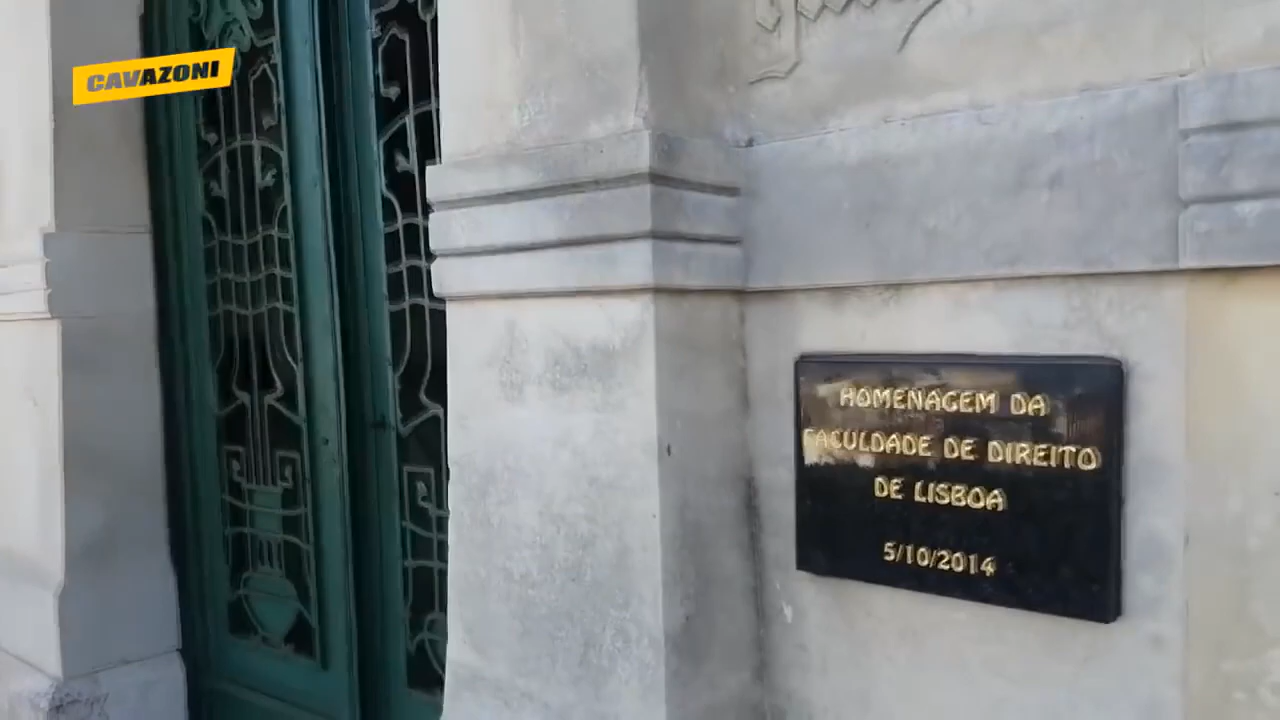 CAVAZONI
HOMENAGEM DA
FACULDADE DE DIREITO
DE LISBOA
5/10/2014